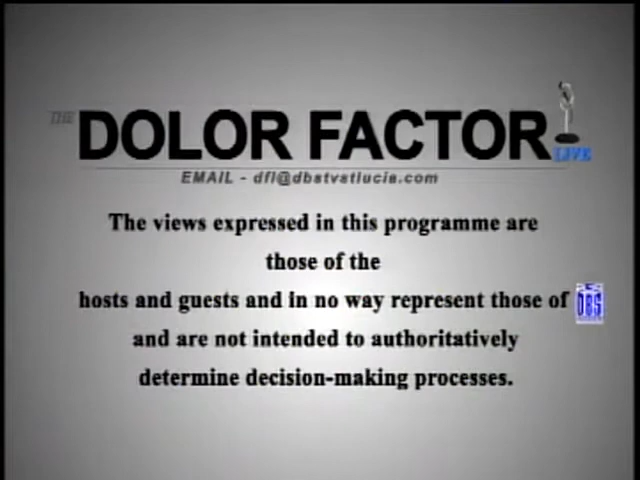 THE
DOLOR FACTOR
LIVE
EMAIL - dfl@dbstvstlucia.com
The views expressed in this programme are
those of the
hosts and guests and in no way represent those of DBS
and are not intended to authoritatively
determine decision-making processes.